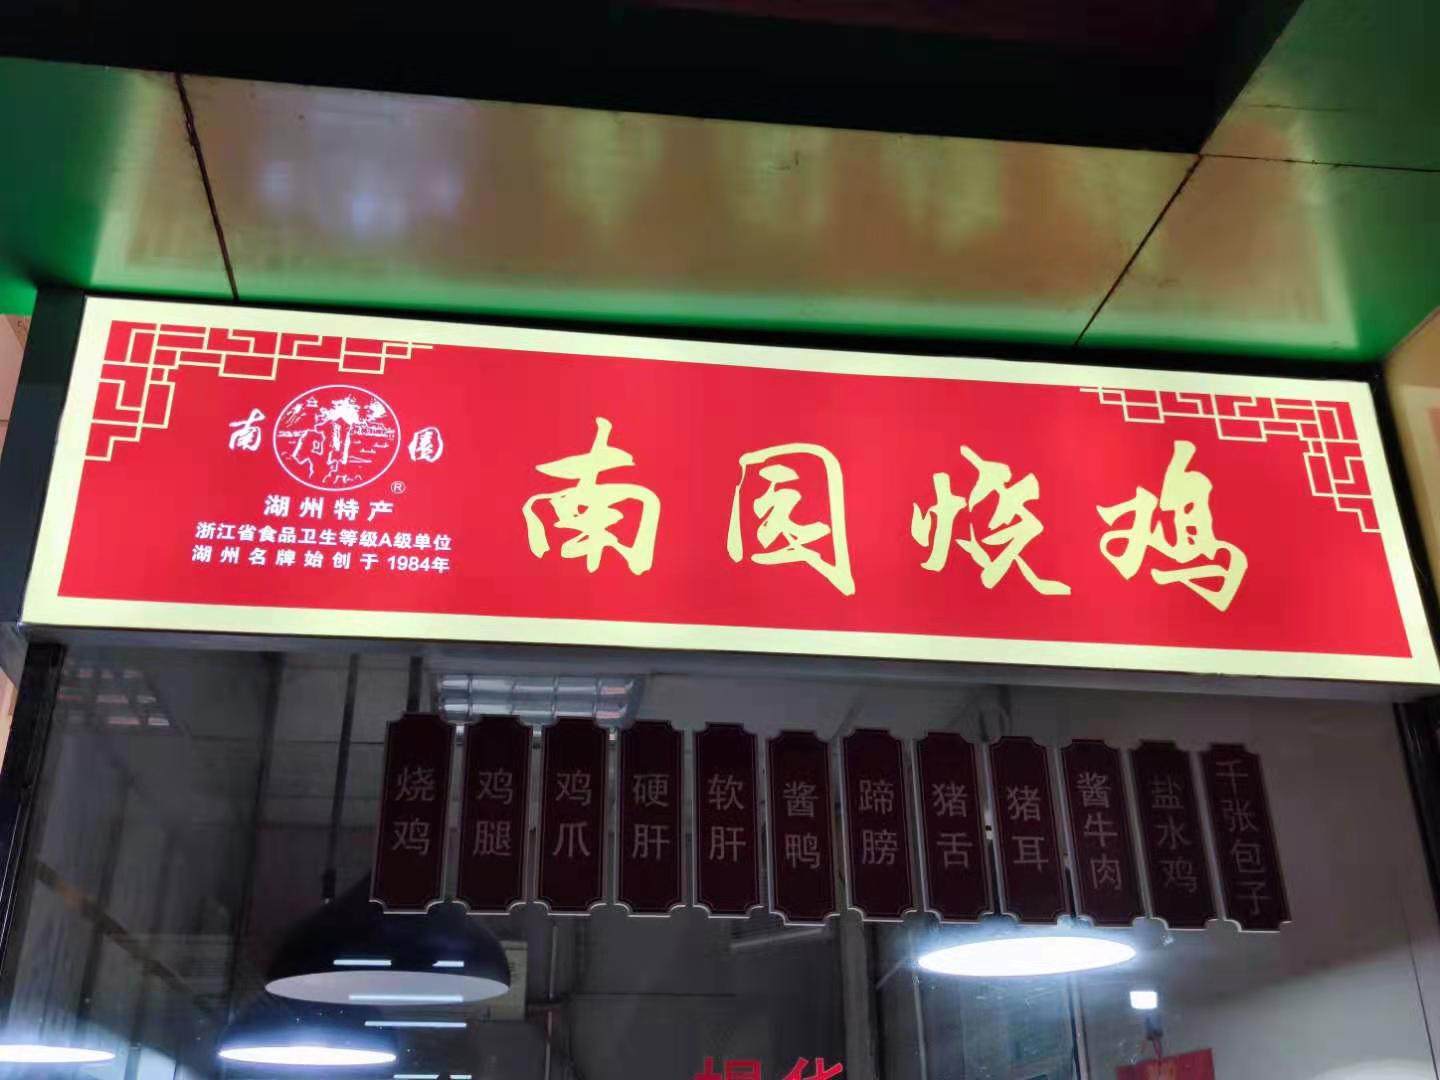 南园
®
湖州特产
浙江省食品卫生等级A级单位
湖州名牌始创于1984年
南园烧鸡
烧鸡
鸡腿
鸡爪
硬肝
软肝
酱鸭
蹄膀
猪舌
猪耳
酱牛肉
盐水鸡
千张包子